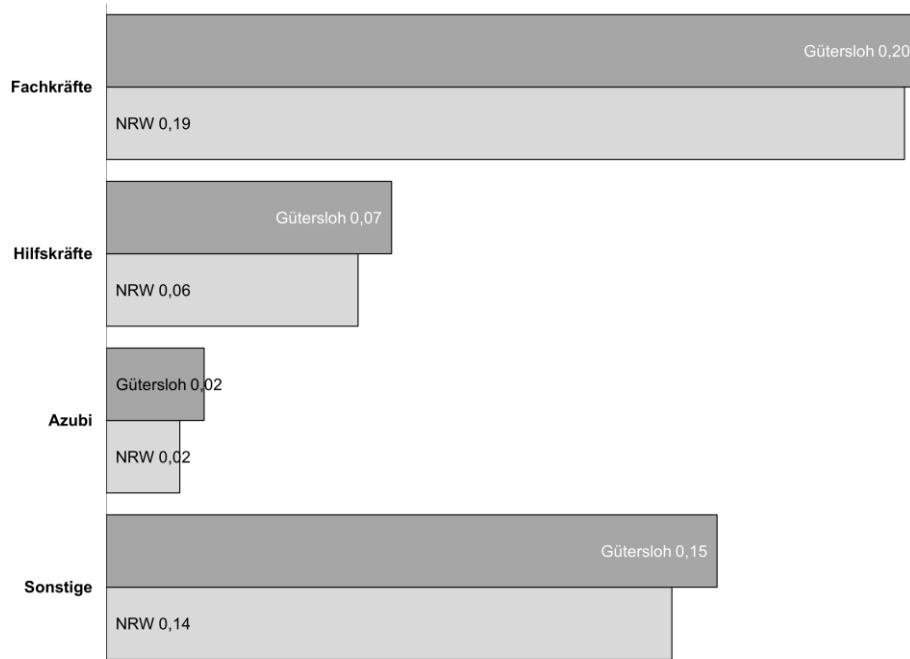 Gütersloh 0,20
Fachkräfte
NRW 0,19
Gütersloh 0,07
Hilfskräfte
NRW 0,06
Gütersloh 0,02
Azubi
NRW 0,02
Gütersloh 0,15
Sonstige
NRW 0,14